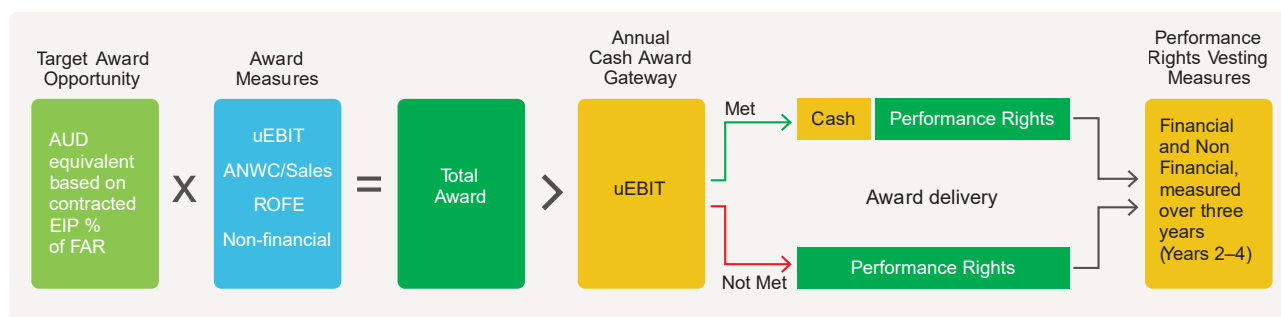 Target Award
Opportunity
AUD
equivalent
based on
contracted
EIP %
of FAR
x
Award
Measures
uEBIT
ANWC/Sales
ROFE
Non-financial
=
Total
Award
>
Annual
Cash Award
Gateway
uEBIT
Met
Cash
Performance Rights
Award delivery
Not Met
Performance Rights
Performance
Rights Vesting
Measures
Financial
and Non
Financial,
measured
over three
years
(Years 2–4)